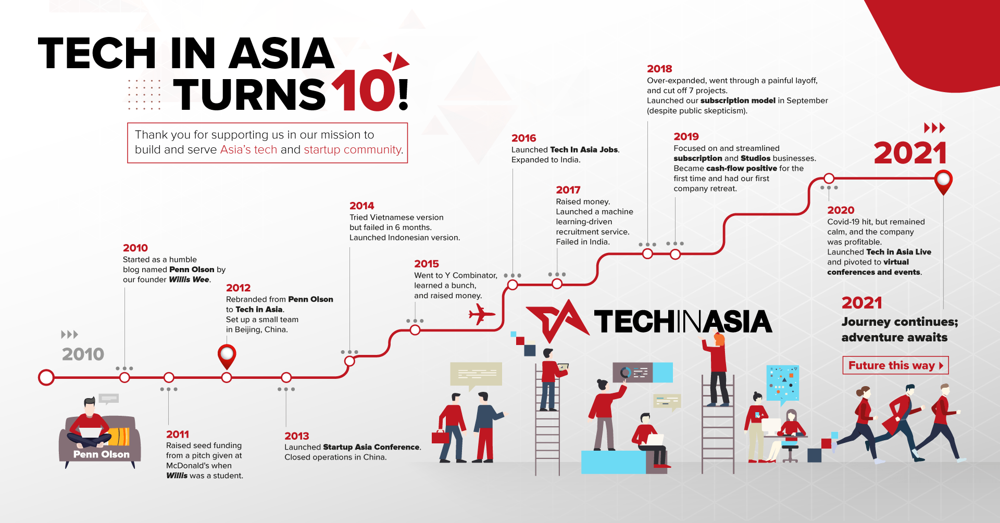 TECH IN ASIA
TURNS 10!
Thank you for supporting us in our mission to
build and serve Asia's tech and startup community.
2010
2010
Started as a humble
blog named Penn Olson by
our founder Willis Wee.
2011
Raised seed funding
from a pitch given at
McDonald's when
Willis was a student.
2012
Rebranded from Penn Olson
to Tech in Asia.
Set up a small team
in Beijing, China.
2013
Launched Startup Asia Conference.
Closed operations in China.
2014
Tried Vietnamese version
but failed in 6 months.
Launched Indonesian version.
2015
Went to Y Combinator,
learned a bunch,
and raised money.
2016
Launched Tech In Asia Jobs.
Expanded to India.
2017
Raised money.
Launched a machine
learning-driven
recruitment service.
Failed in India.
2018
Over-expanded, went through a painful layoff,
and cut off 7 projects.
Launched our subscription model in September
(despite public skepticism).
2019
Focused on and streamlined
subscription and Studios businesses.
Became cash-flow positive for the
first time and had our first
company retreat.
2020
Covid-19 hit, but remained
calm, and the company
was profitable.
Launched Tech in Asia Live
and pivoted to virtual
conferences and events.
2021
2021
Journey continues;
adventure awaits
Future this way
TECHINASIA
Penn Olson